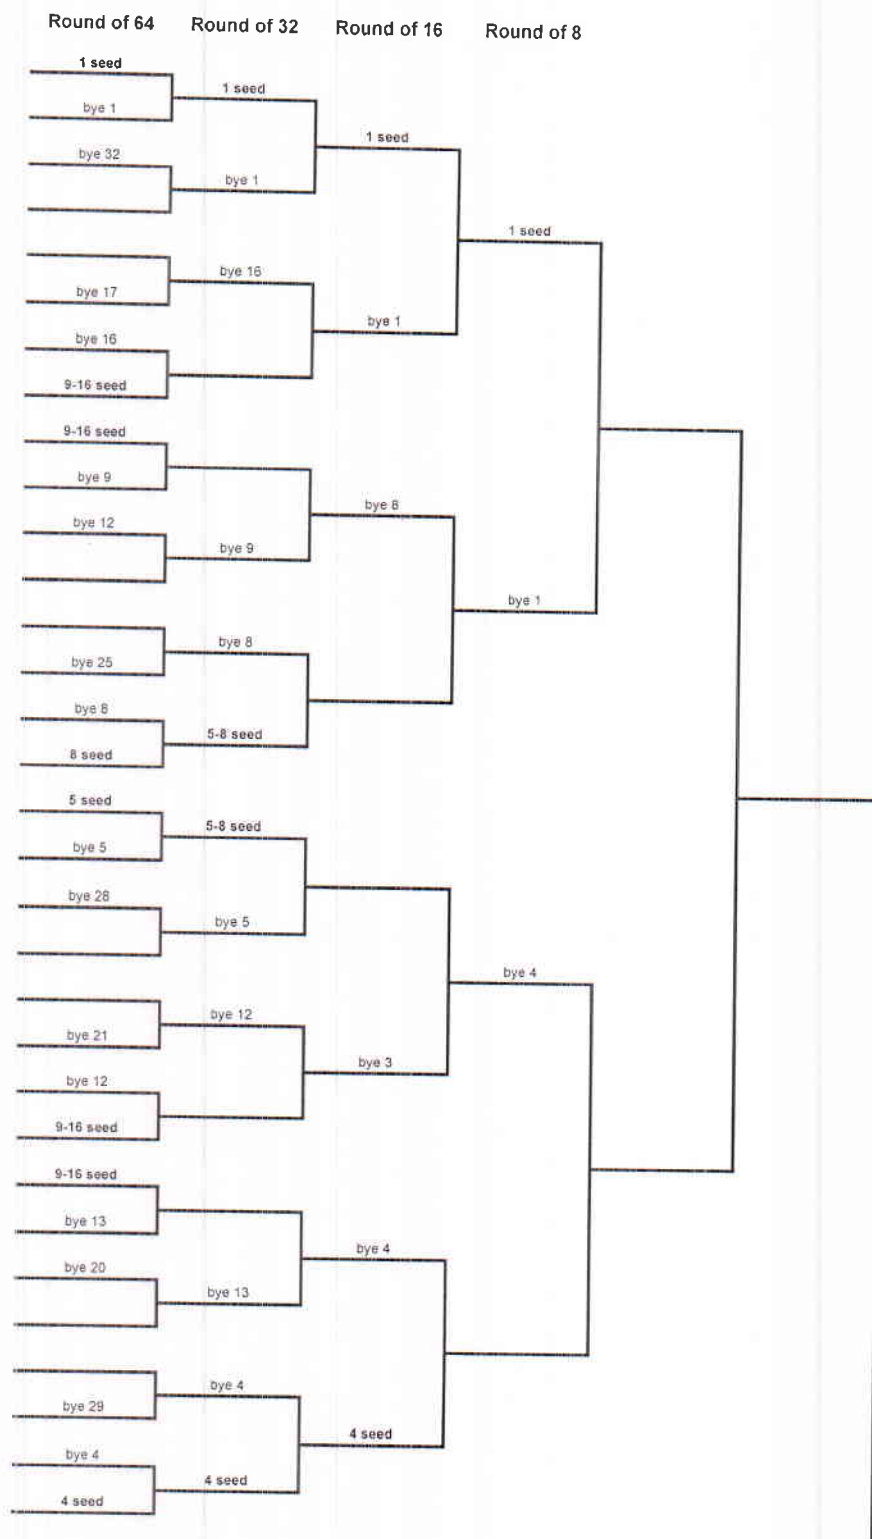 Round of 64
Round of 32
Round of 16
Round of 8
1 seed
bye 1
bye 32
bye 17
bye 16
9-16 seed
9-16 seed
bye 9
bye 12
bye 25
bye 8
8 seed
5 seed
bye 5
bye 28
bye 21
bye 12
9-16 seed
9-16 seed
bye 13
bye 20
bye 29
bye 4
4 seed
1 seed
bye 1
bye 16
bye 9
bye 8
5-8 seed
5-8 seed
bye 5
bye 12
bye 13
bye 4
4 seed
1 seed
bye 1
bye 8
bye 3
bye 4
4 seed
1 seed
bye 1
bye 4